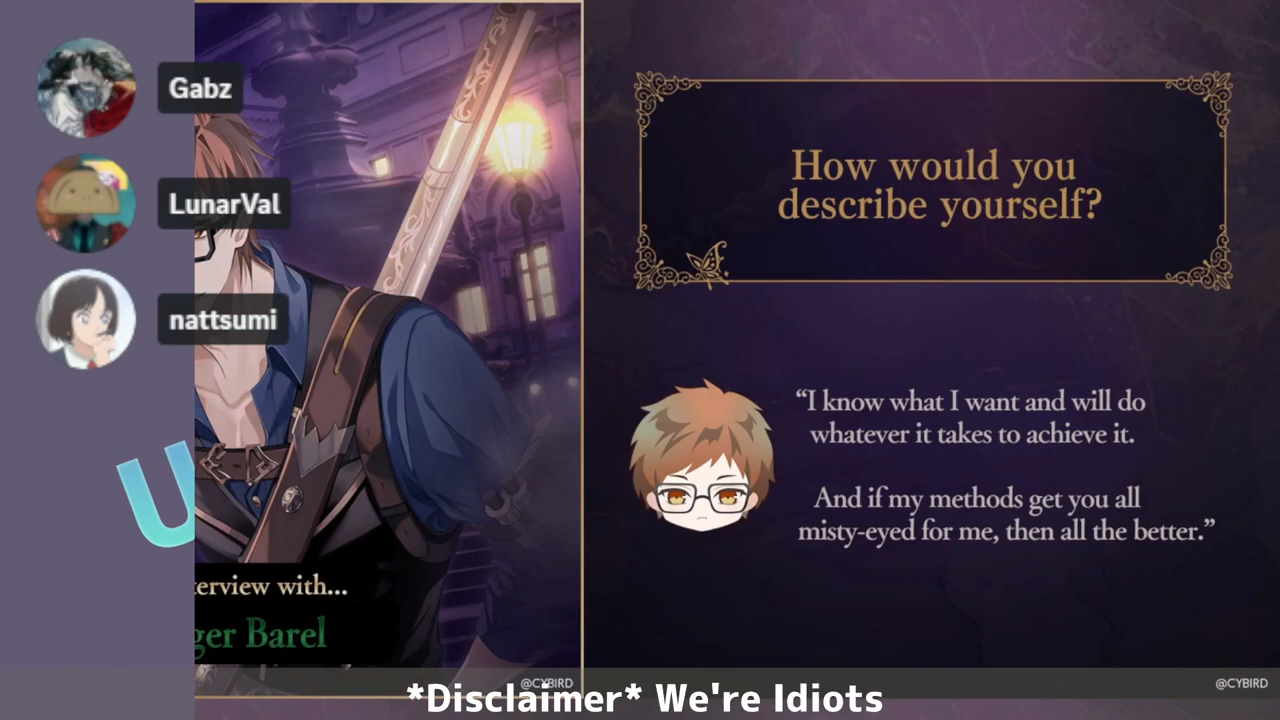 Gabz
LunarVal
nattsumi
U
terview with...
ger Barel
@CYBIRD
How would you
describe yourself?
“I know what I want and will do
whatever it takes to achieve it.
And if my methods get you all
misty-eyed for me, then all the better.”
@CYBIRD
*Disclaimer* We're Idiots